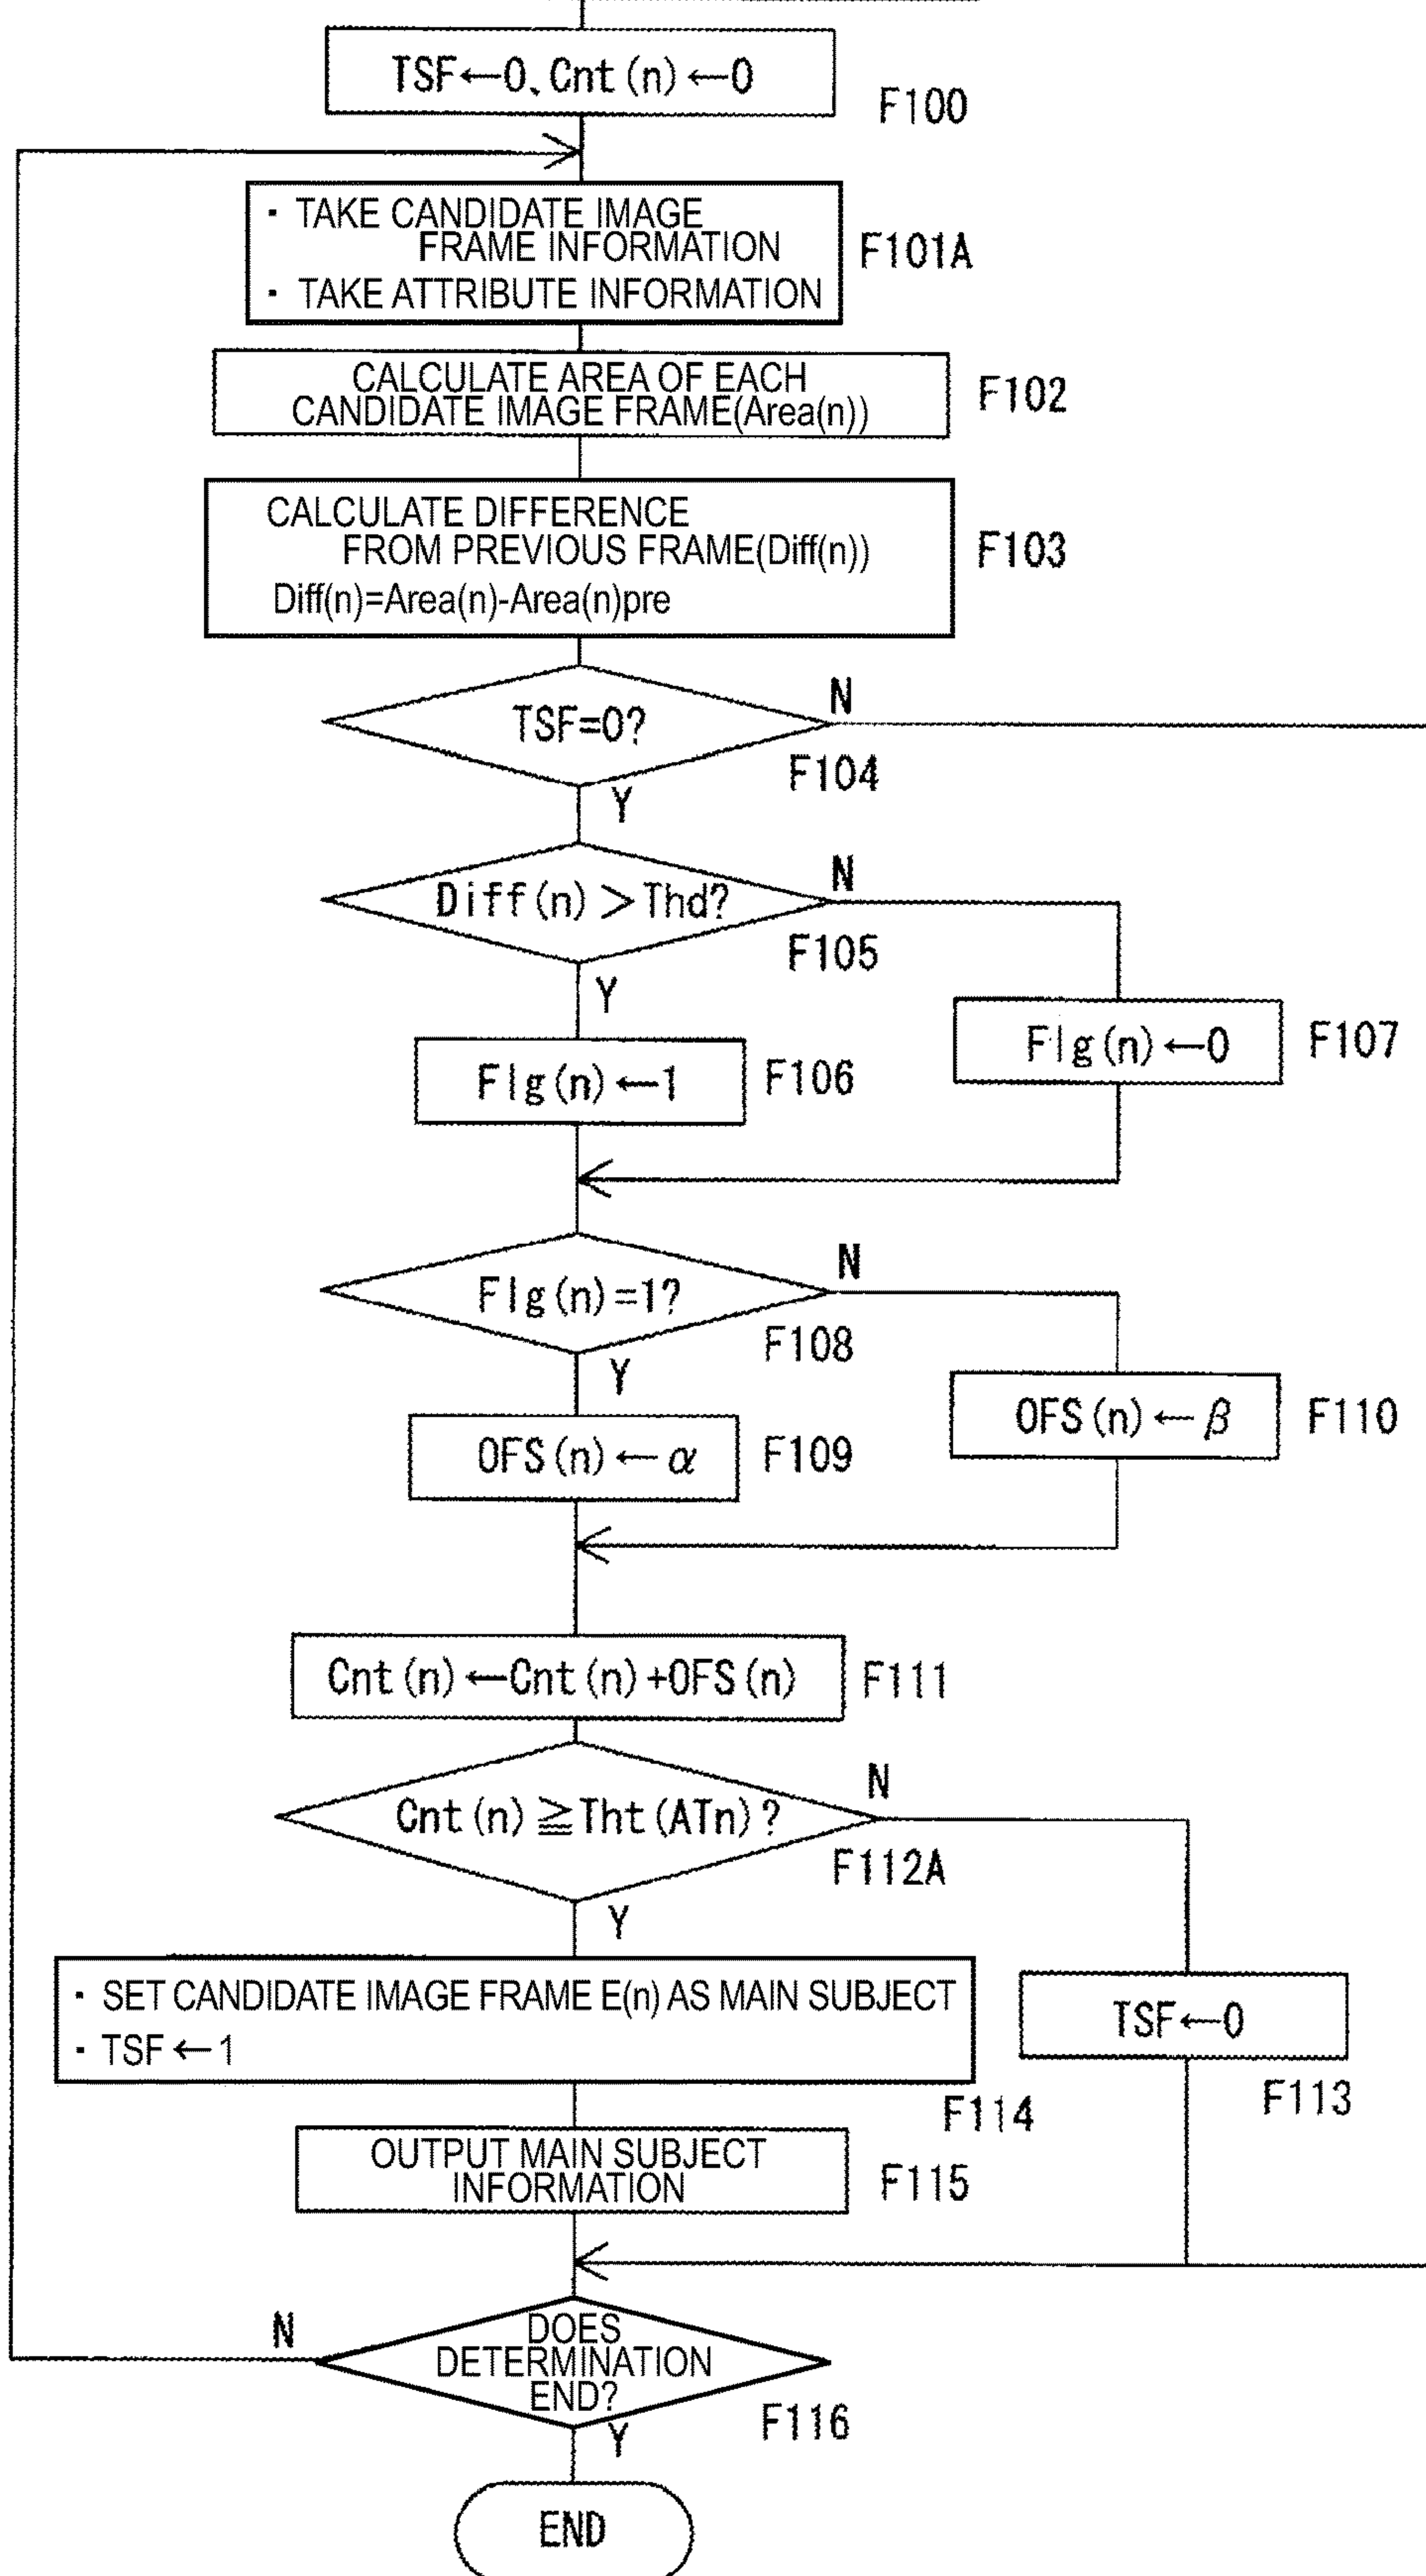 TSF←0、Cnt(n)←0
F100
・ TAKE CANDIDATE IMAGE
FRAME INFORMATION
・ TAKE ATTRIBUTE INFORMATION
F101A
CALCULATE AREA OF EACH
CANDIDATE IMAGE FRAME(Area(n))
F102
CALCULATE DIFFERENCE
FROM PREVIOUS FRAME(Diff(n))
Diff(n)=Area(n)-Area(n)pre
F103
TSF=0?
N
F104
Y
Diff(n)>Thd?
N
F105
Y
Flg(n)←1
F106
Flg(n)←0
F107
Flg(n)=1?
N
F108
Y
OFS(n)←α
F109
OFS(n)←β
F110
Cnt(n)←Cnt(n)+OFS(n)
F111
Cnt(n)≧Tht(ATn)?
N
F112A
Y
・ SET CANDIDATE IMAGE FRAME E(n) AS MAIN SUBJECT
・ TSF←1
F114
TSF←0
F113
OUTPUT MAIN SUBJECT
INFORMATION
F115
DOES
DETERMINATION
END?
N
F116
Y
END